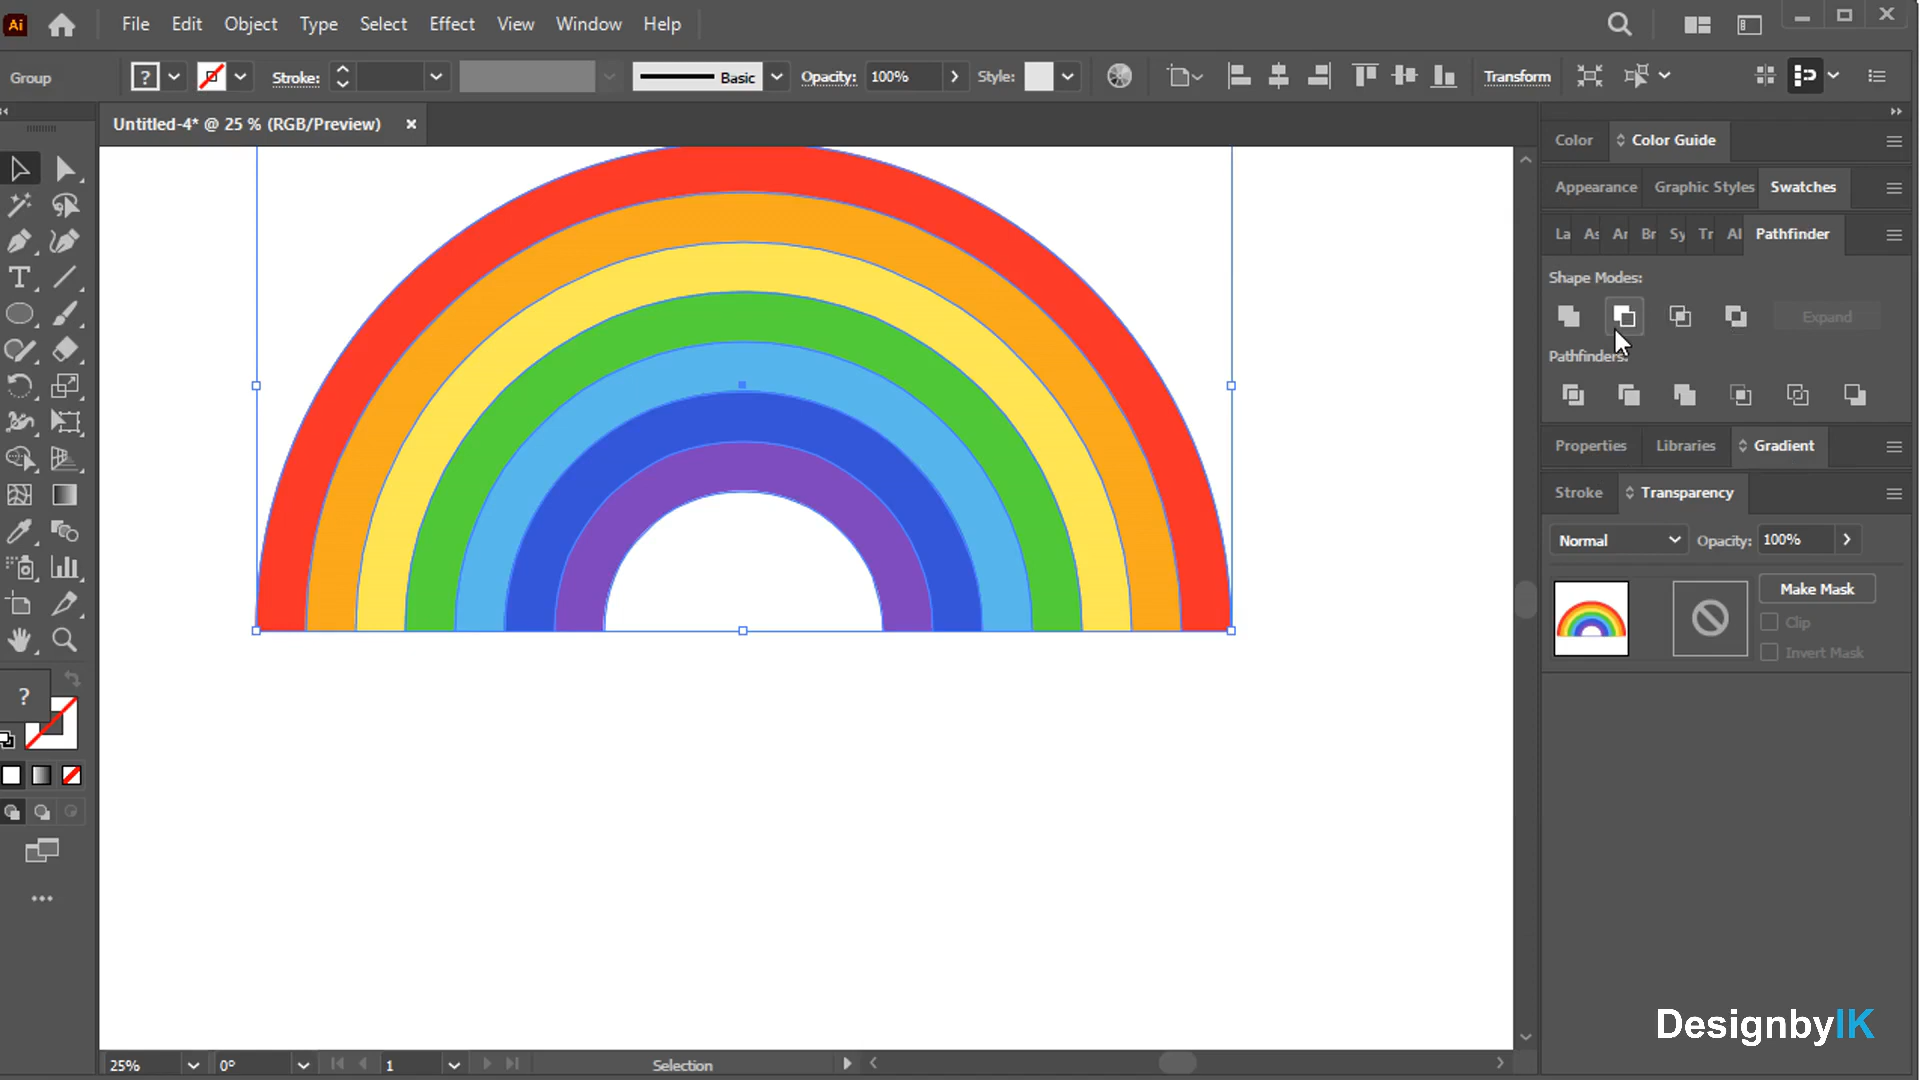 Ai File Edit Object Type Select Effect View Window Help
Group ? Stroke: Basic Opacity: 100% Style: Transform
Untitled-4* @ 25 % (RGB/Preview) ×
Color Color Guide
Appearance Graphic Styles Swatches
La As Ar Br Sy Tr Al Pathfinder
Shape Modes:
Expand
Pathfinders:
Properties Libraries Gradient
Stroke Transparency
Normal Opacity: 100%
Make Mask
Clip
Invert Mask
?
DesignbyIK
25% 0° 1 Selection